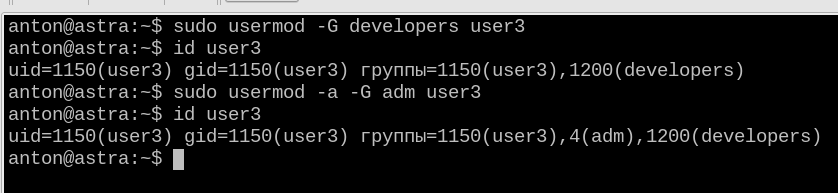 anton@astra:~$ sudo usermod -G developers user3
anton@astra:~$ id user3
uid=1150(user3) gid=1150(user3) группы=1150(user3),1200(developers)
anton@astra:~$ sudo usermod -a -G adm user3
anton@astra:~$ id user3
uid=1150(user3) gid=1150(user3) группы=1150(user3),4(adm),1200(developers)
anton@astra:~$